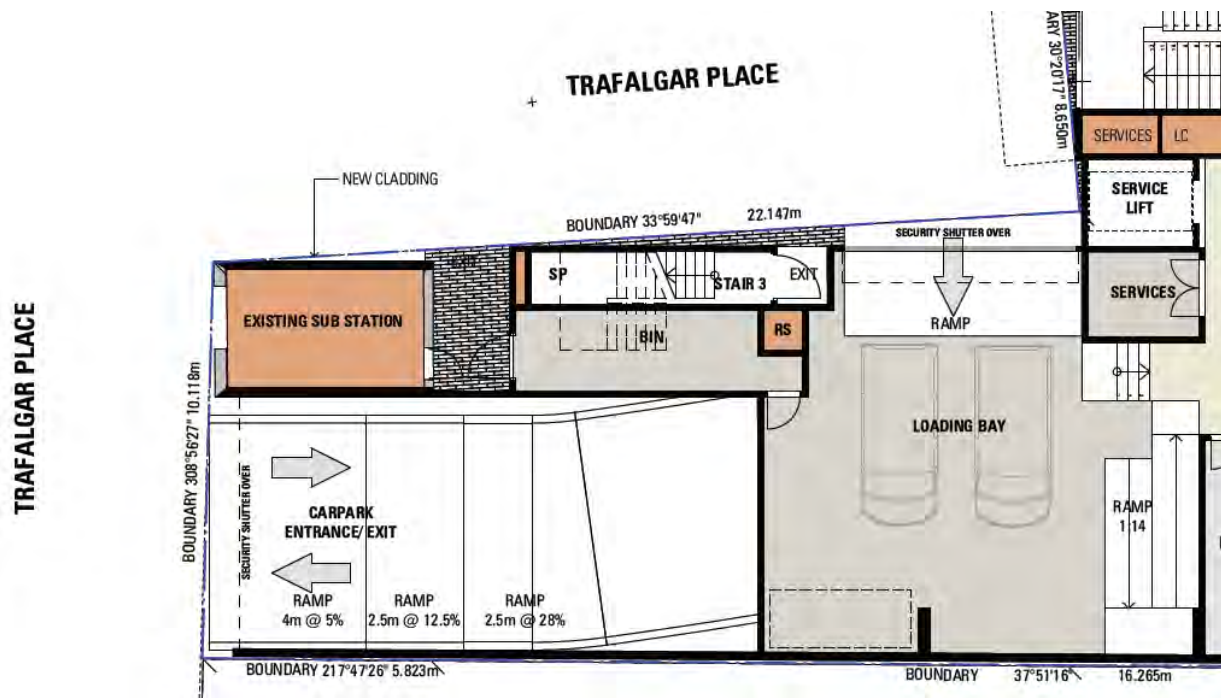 TRAFALGAR PLACE
BOUNDARY 30°20'17" 8.650m
SERVICES
LC
NEW CLADDING
SERVICE
LIFT
BOUNDARY 33°59'47" 22.147m
SECURITY SHUTTER OVER
SP
STAIR 3
EXIT
SERVICES
EXISTING SUB STATION
RAMP
BIN
RS
TRAFALGAR PLACE
BOUNDARY 308°56'27" 10.118m
LOADING BAY
SECURITY SHUTTER OVER
CARPARK
ENTRANCE/ EXIT
RAMP
1:14
RAMP
4m @ 5%
RAMP
2.5m @ 12.5%
RAMP
2.5m @ 28%
BOUNDARY 217°47'26" 5.823m
BOUNDARY 37°51'16" 16.265m